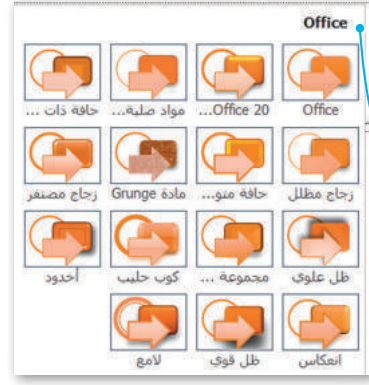 Office
Office Office 20... مواد صلبة... حافة ذات ...
زجاج مظلل حافة منو... مادة Grunge زجاج مصنفر
ظل علوي مجموعة ... كوب حليب أخدود
انعكاس ظل قوي لامع